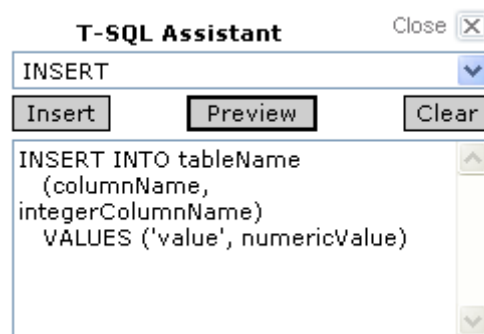 T-SQL Assistant
Close
INSERT
Insert Preview Clear
INSERT INTO tableName
(columnName,
integerColumnName)
VALUES ('value', numericValue)